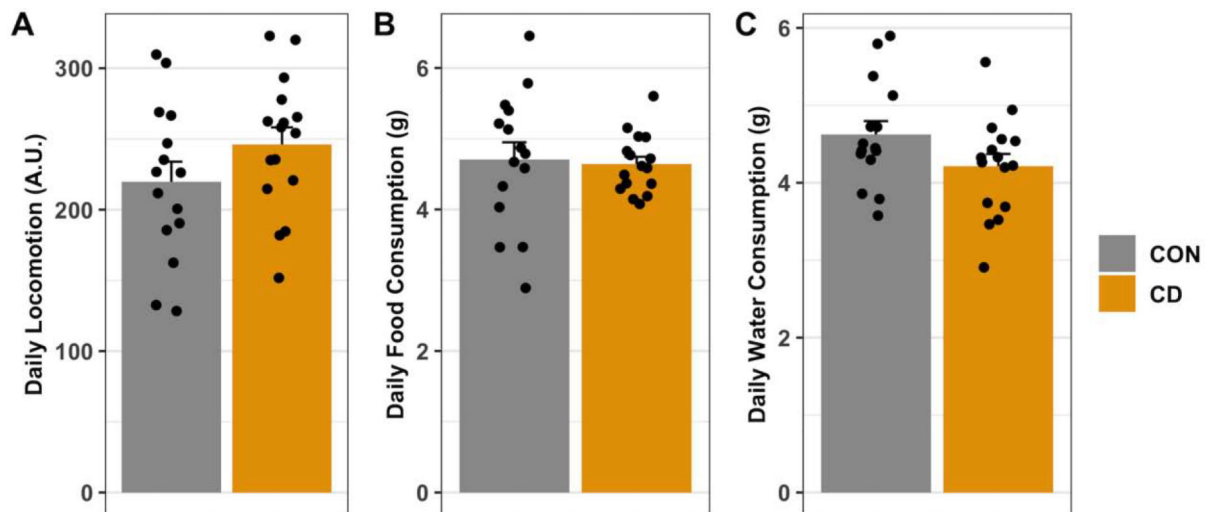 A
Daily Locomotion (A.U.)
300
200
100
0
B
Daily Food Consumption (g)
6
4
2
0
C
Daily Water Consumption (g)
6
4
2
0
CON
CD